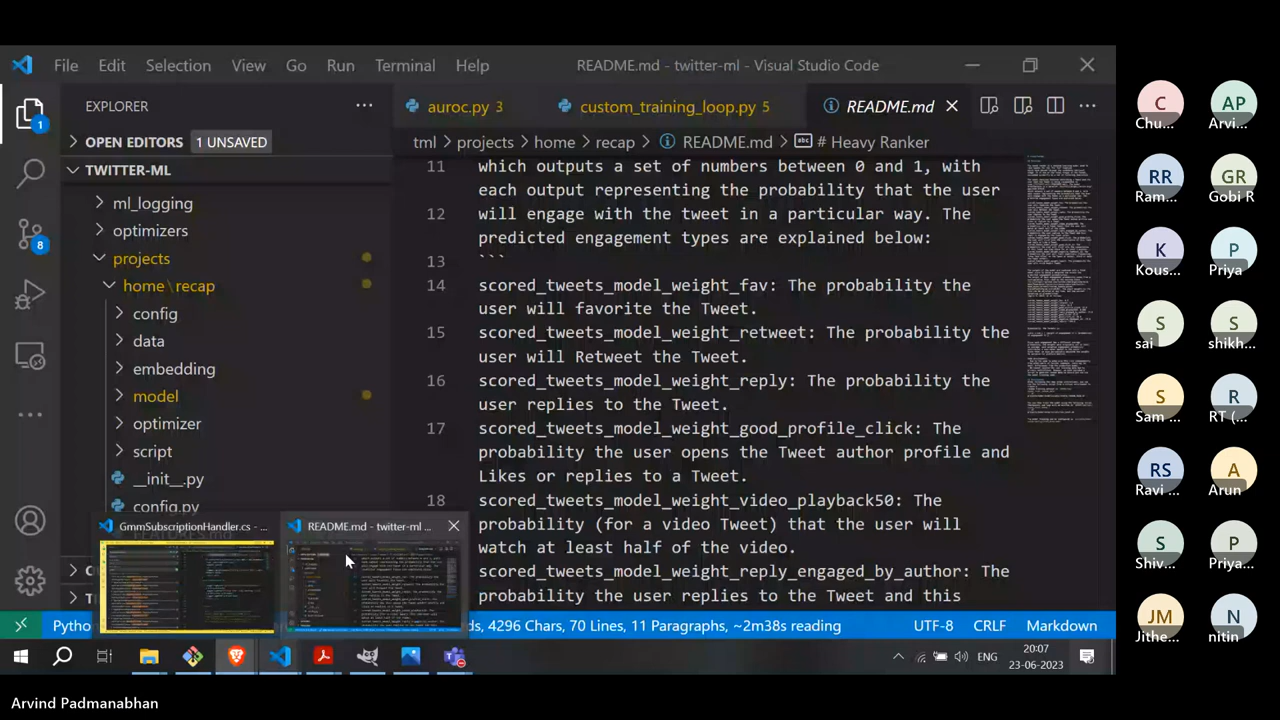 File Edit Selection View Go Run Terminal Help README.md - twitter-ml - Visual Studio Code
EXPLORER
OPEN EDITORS 1 UNSAVED
TWITTER-ML
ml_logging
optimizers
projects
home\recap
config
data
embedding
model
optimizer
script
__init__.py
config.py
auroc.py 3 custom_training_loop.py 5 README.md
tml > projects > home > recap > README.md > # Heavy Ranker
11 which outputs a set of numbers between 0 and 1, with
each output representing the probability that the user
12 will engage with the tweet in a particular way. The
predicted engagement types are explained below:
13 ```
14 scored_tweets_model_weight_fav: The probability the
user will favorite the Tweet.
15 scored_tweets_model_weight_retweet: The probability the
user will Retweet the Tweet.
16 scored_tweets_model_weight_reply: The probability the
user replies to the Tweet.
17 scored_tweets_model_weight_good_profile_click: The
probability the user opens the Tweet author profile and
Likes or replies to a Tweet.
18 scored_tweets_model_weight_video_playback50: The
probability (for a video Tweet) that the user will
watch at least half of the video.
scored_tweets_model_weight_reply_engaged_by_author: The
probability the user replies to the Tweet and this
1
8
GmmSubscriptionHandler.cs - ...
README.md - twitter-ml ...
Python
ds, 4296 Chars, 70 Lines, 11 Paragraphs, ~2m38s reading UTF-8 CRLF Markdown
ENG
20:07
23-06-2023
C AP
Chu... Arvi...
RR GR
Ram... Gobi R
K P
Kous... Priya
S S
sai shikh...
S R
Sam ... RT (...
RS A
Ravi ... Arun
S P
Shiv... Priya...
JM N
Jithe... nitin
Arvind Padmanabhan